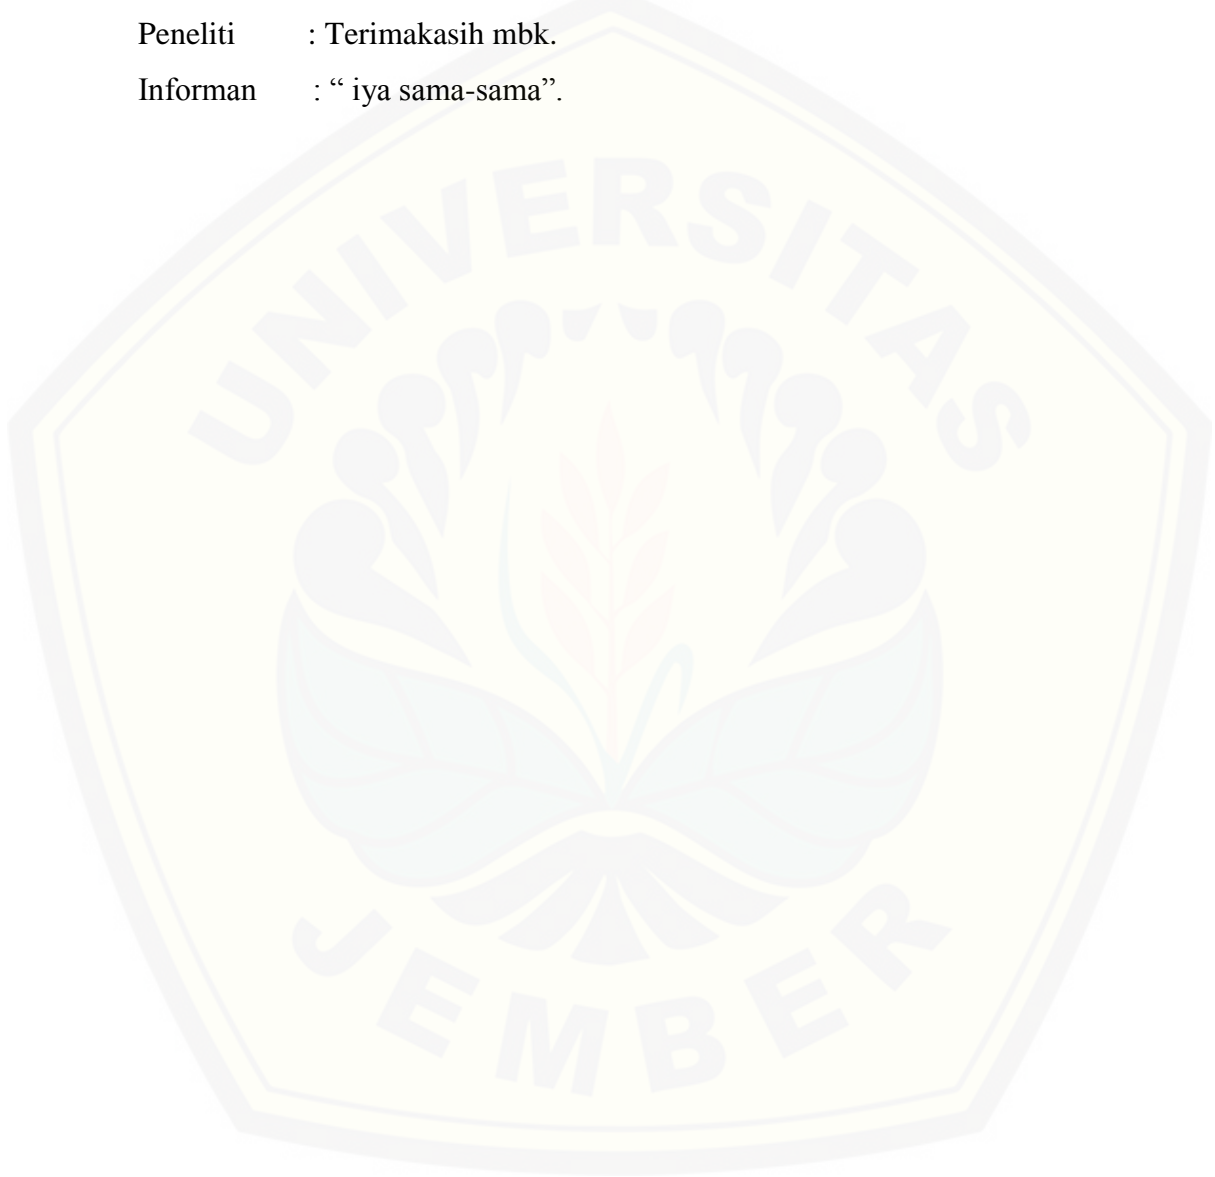 Peneliti : Terimakasih mbk.
Informan : “ iya sama-sama”.
UNIVERSITAS
JEMBER